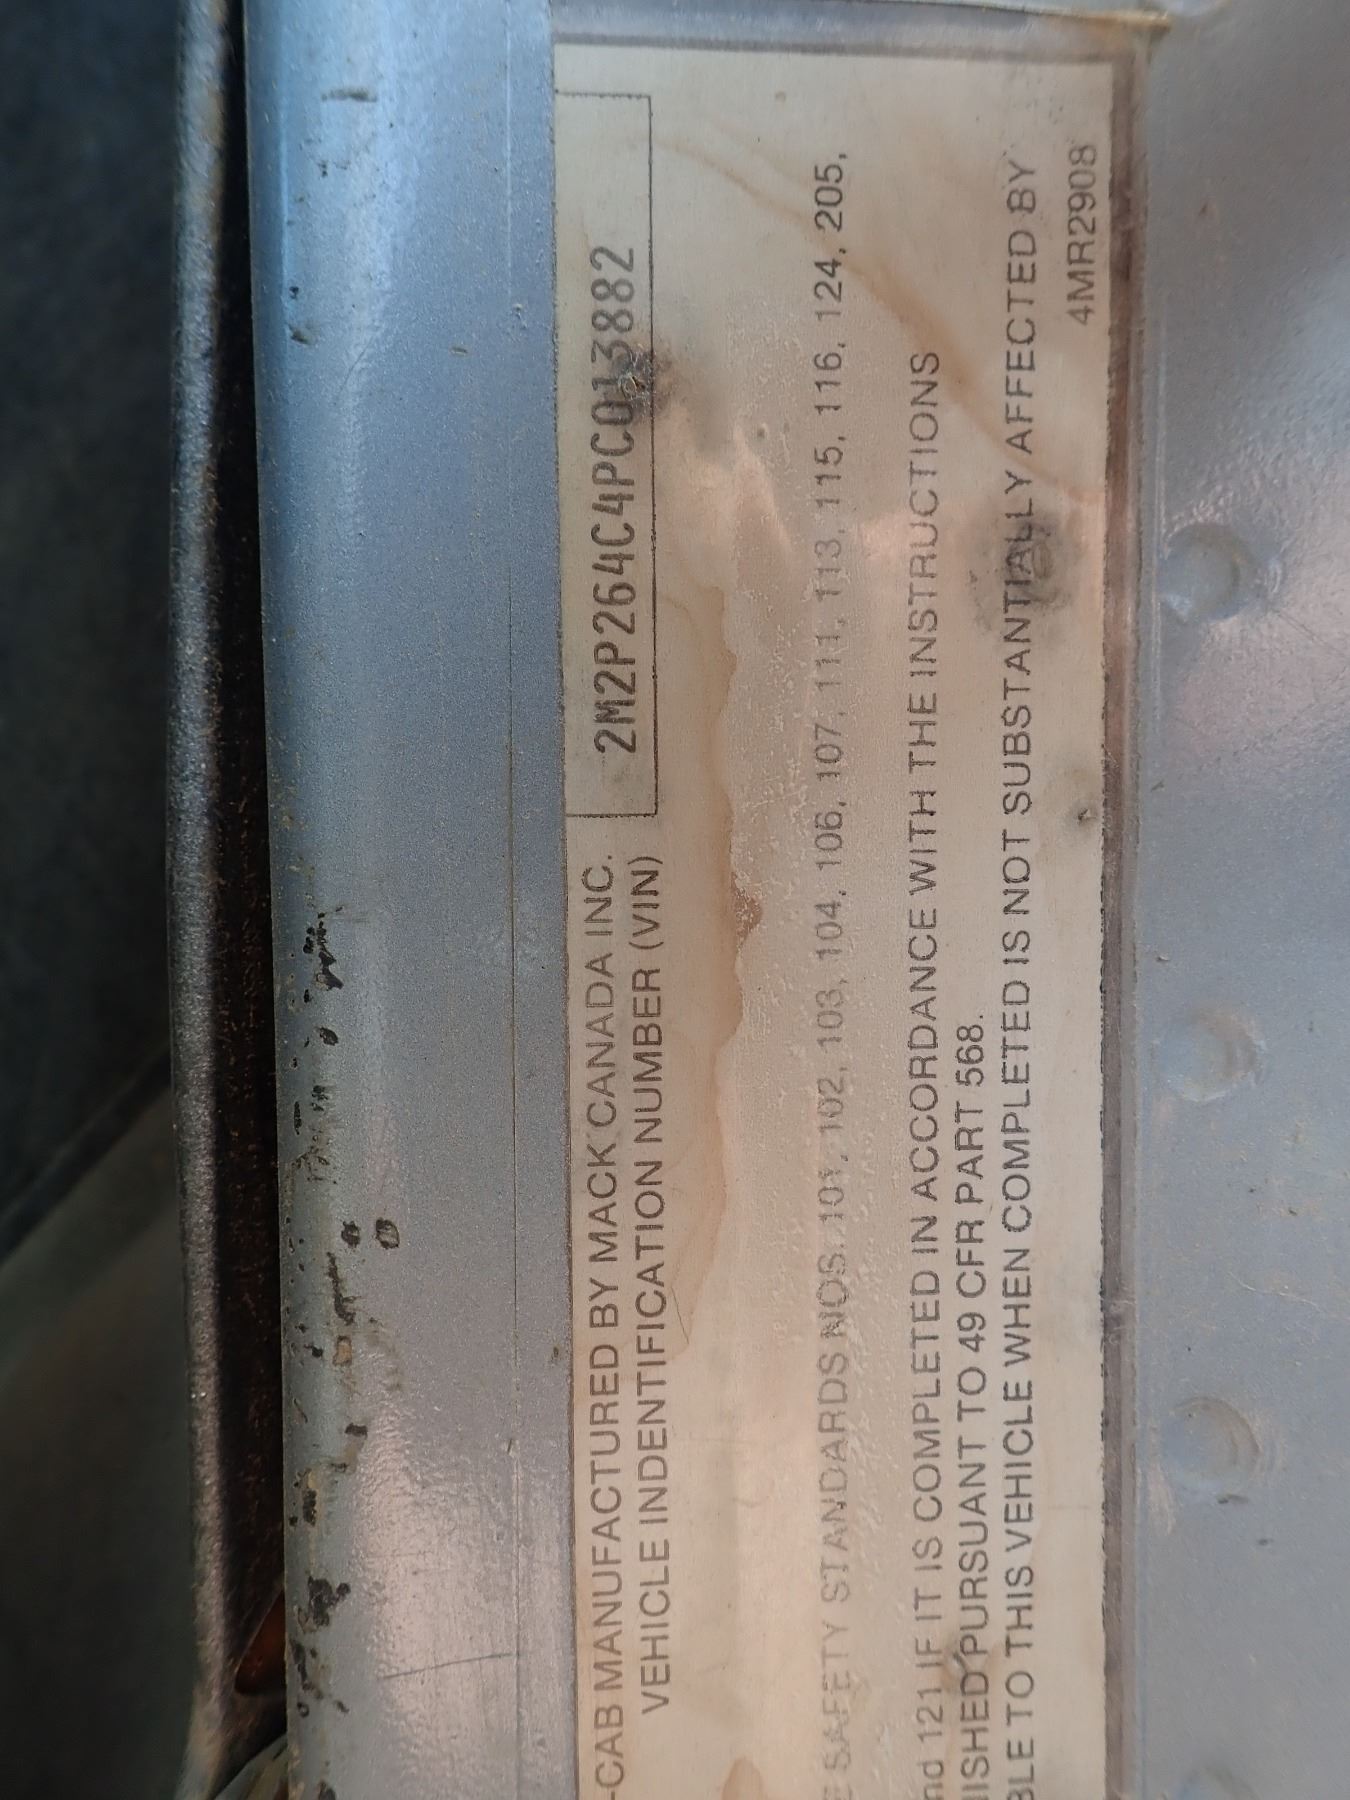 -CAB MANUFACTURED BY MACK CANADA INC.
VEHICLE INDENTIFICATION NUMBER (VIN)
2M2P264C4PC013882
SAFETY STANDARDS NOS. 101, 102, 103, 104, 106, 107, 111, 113, 115, 116, 124, 205,
nd 121 IF IT IS COMPLETED IN ACCORDANCE WITH THE INSTRUCTIONS
ISHED PURSUANT TO 49 CFR PART 568.
BLE TO THIS VEHICLE WHEN COMPLETED IS NOT SUBSTANTIALLY AFFECTED BY
4MR2908